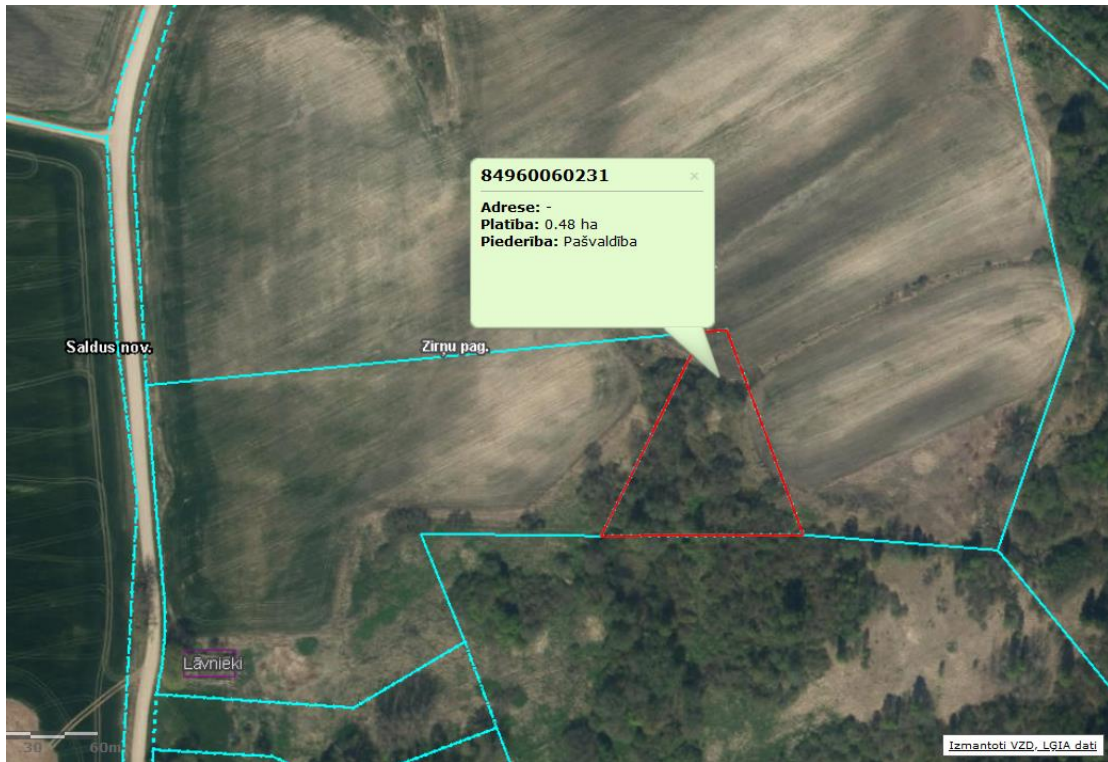 84960060231 ×
Adrese: -
Platība: 0.48 ha
Piederība: Pašvaldība
Saldus nov.
Zirņu pag.
Lāvnieki
30 60m
Izmantoti VZD, LĢIA dati